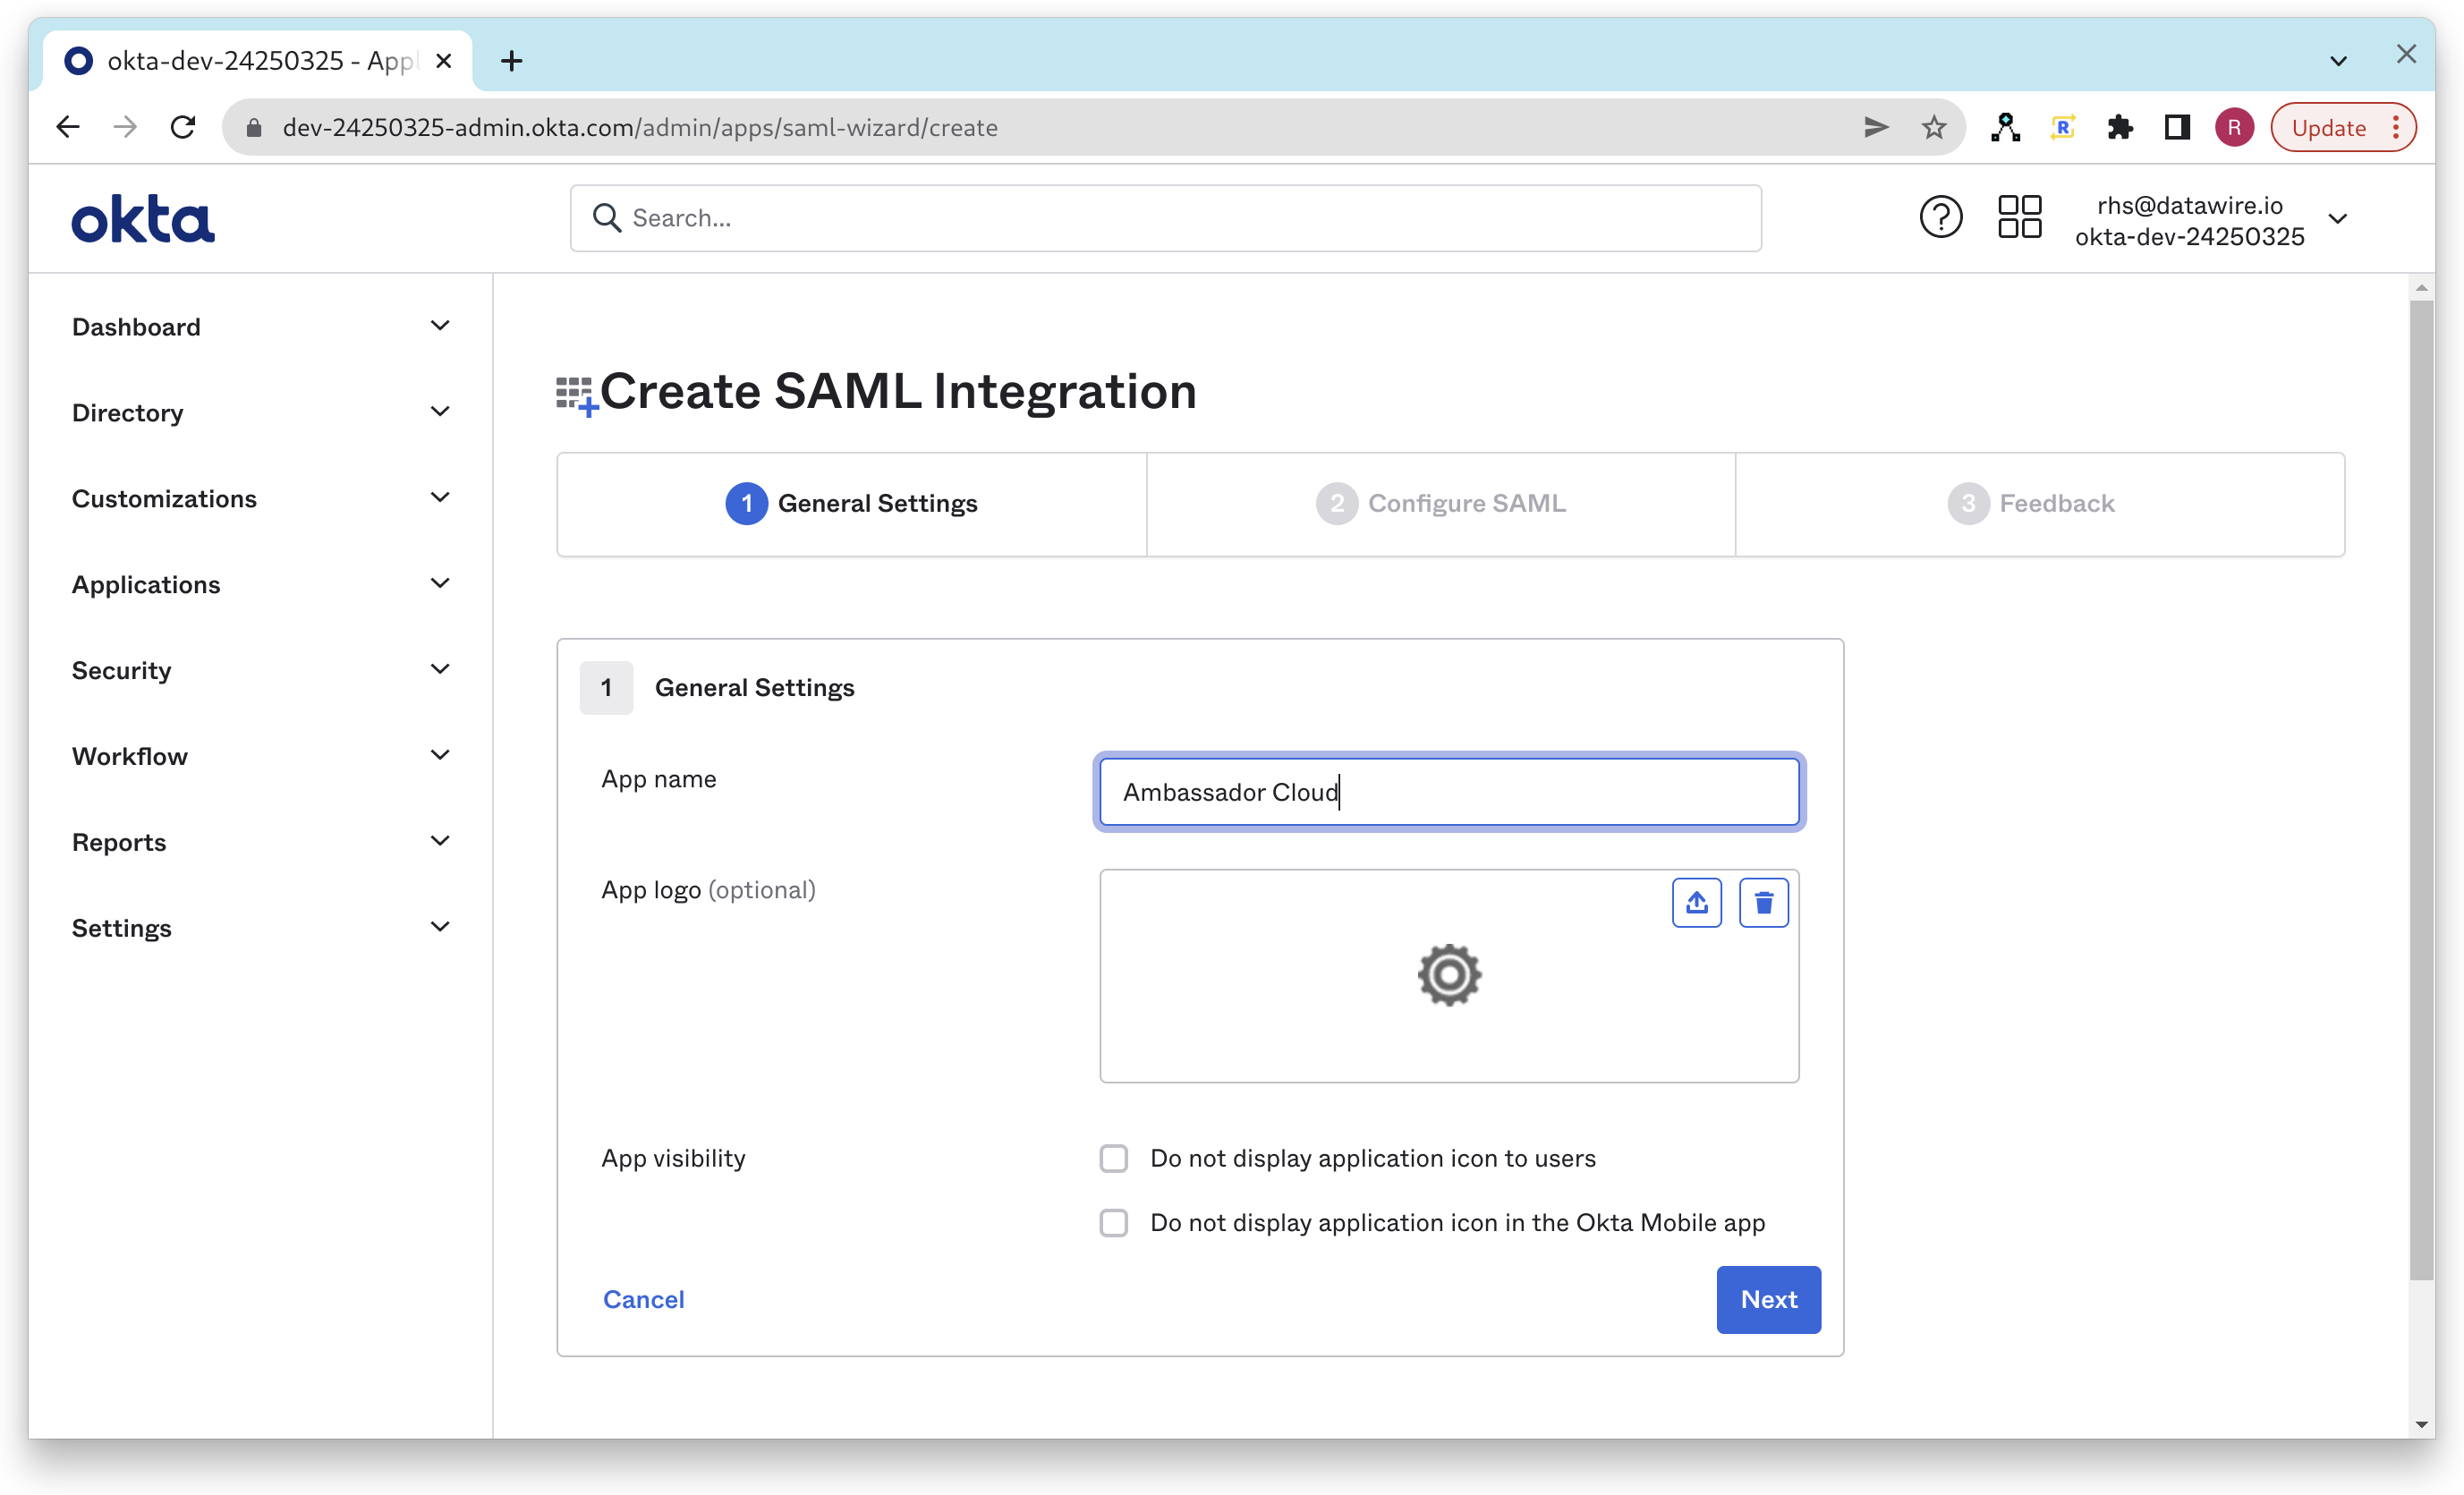 okta-dev-24250325 - App
dev-24250325-admin.okta.com/admin/apps/saml-wizard/create
R
R
Update
okta
Search...
?
rhs@datawire.io
okta-dev-24250325
Dashboard
Directory
Customizations
Applications
Security
Workflow
Reports
Settings
Create SAML Integration
1 General Settings
2 Configure SAML
3 Feedback
1 General Settings
App name
Ambassador Cloud
App logo (optional)
App visibility
Do not display application icon to users
Do not display application icon in the Okta Mobile app
Cancel
Next